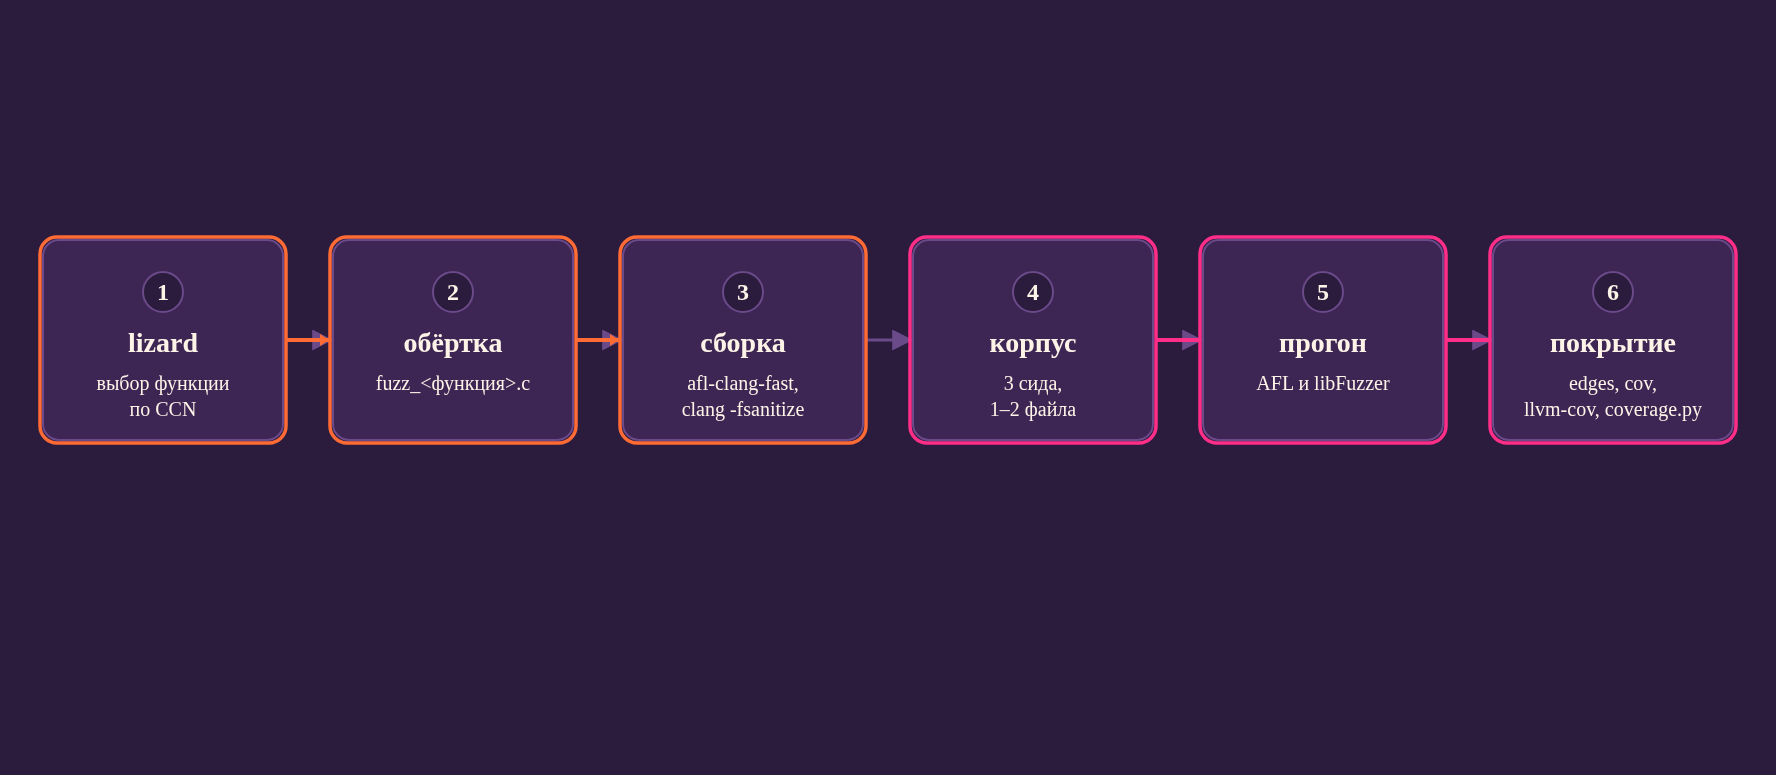 1
lizard
выбор функции
по CCN
2
обёртка
fuzz_<функция>.c
3
сборка
afl-clang-fast,
clang -fsanitize
4
корпус
3 сида,
1–2 файла
5
прогон
AFL и libFuzzer
6
покрытие
edges, cov,
llvm-cov, coverage.py